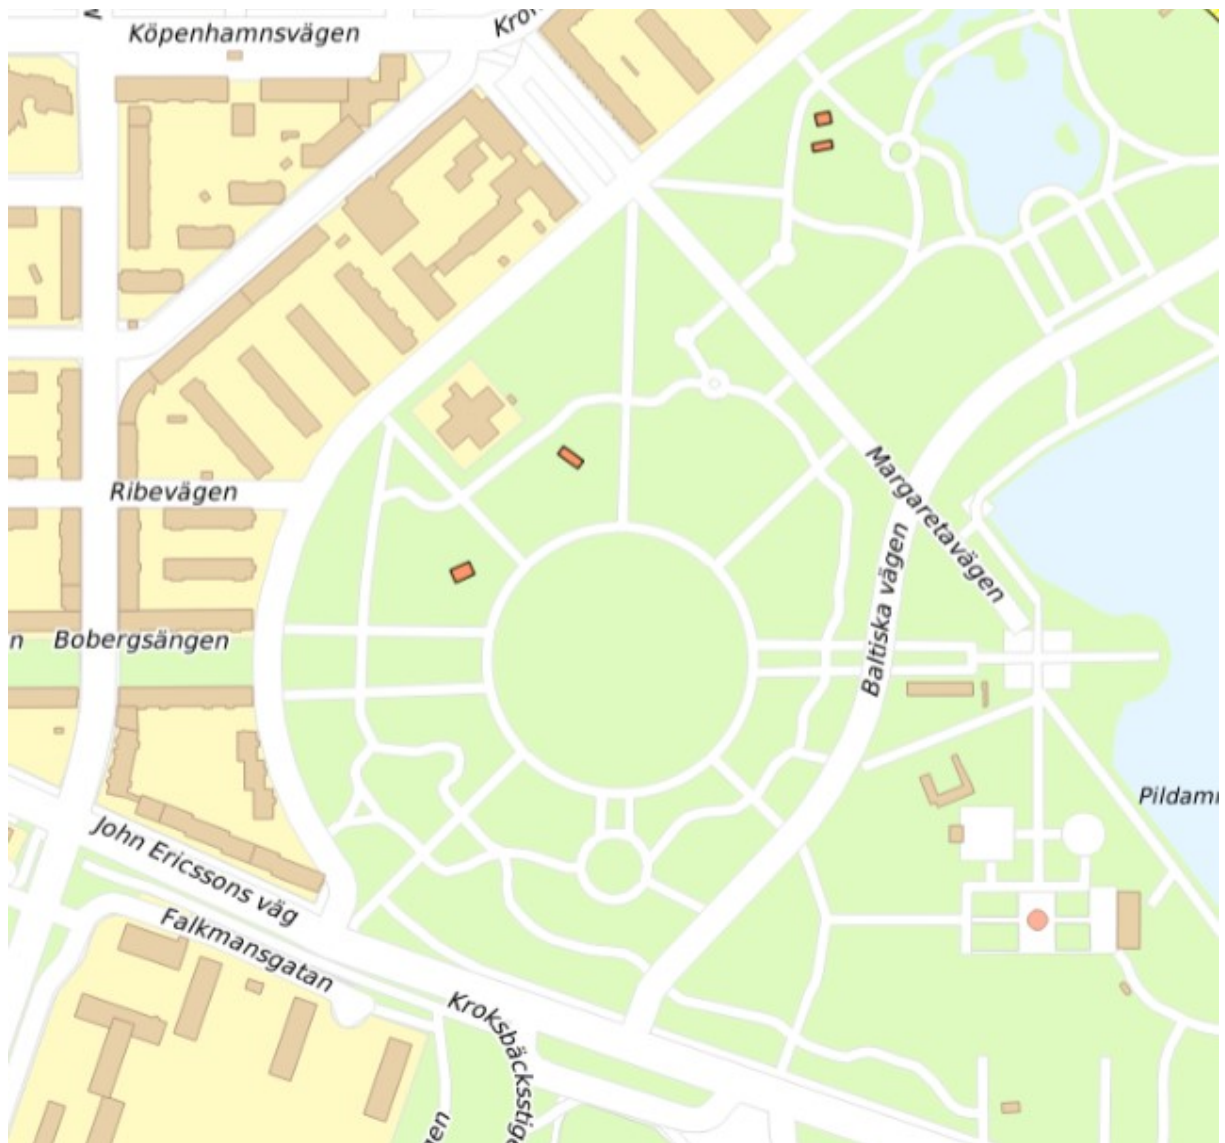 Köpenhamnsvägen
Ribevägen
Margaretavägen
Baltiska vägen
Bobergsängen
John Ericssons väg
Falkmansgatan
Kroksbäcksstig